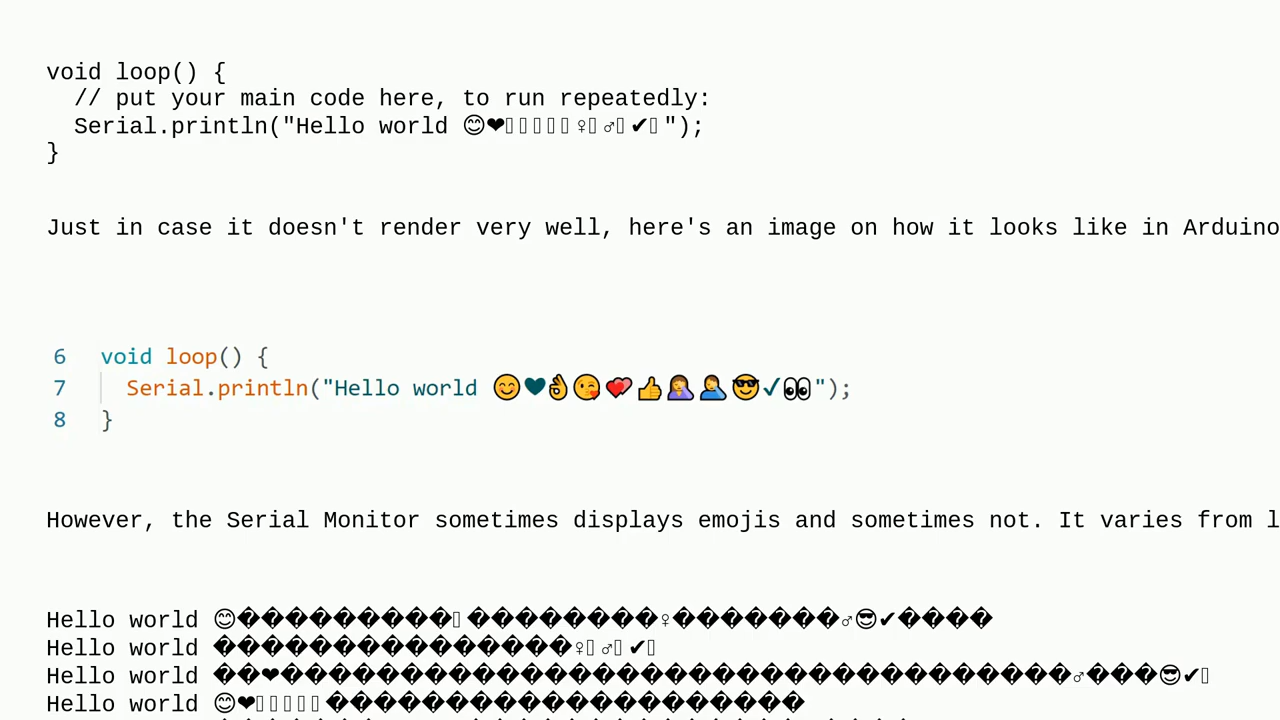 void loop() {
  // put your main code here, to run repeatedly:
  Serial.println("Hello world 😊❤▯▯▯▯▯♀▯♂▯✔▯");
}
Just in case it doesn't render very well, here's an image on how it looks like in Arduino
6 void loop() {
7   Serial.println("Hello world 😊♥👌😘💕👍🤦‍♀️🤦‍♂️😎✔👀");
8 }
However, the Serial Monitor sometimes displays emojis and sometimes not. It varies from
Hello world 😊���������▯��������♀�������♂😎✔����
Hello world ���������������♀▯♂▯✔▯
Hello world ��❤���������������������������������♂���😎✔▯
Hello world 😊❤▯▯▯▯▯��������������������